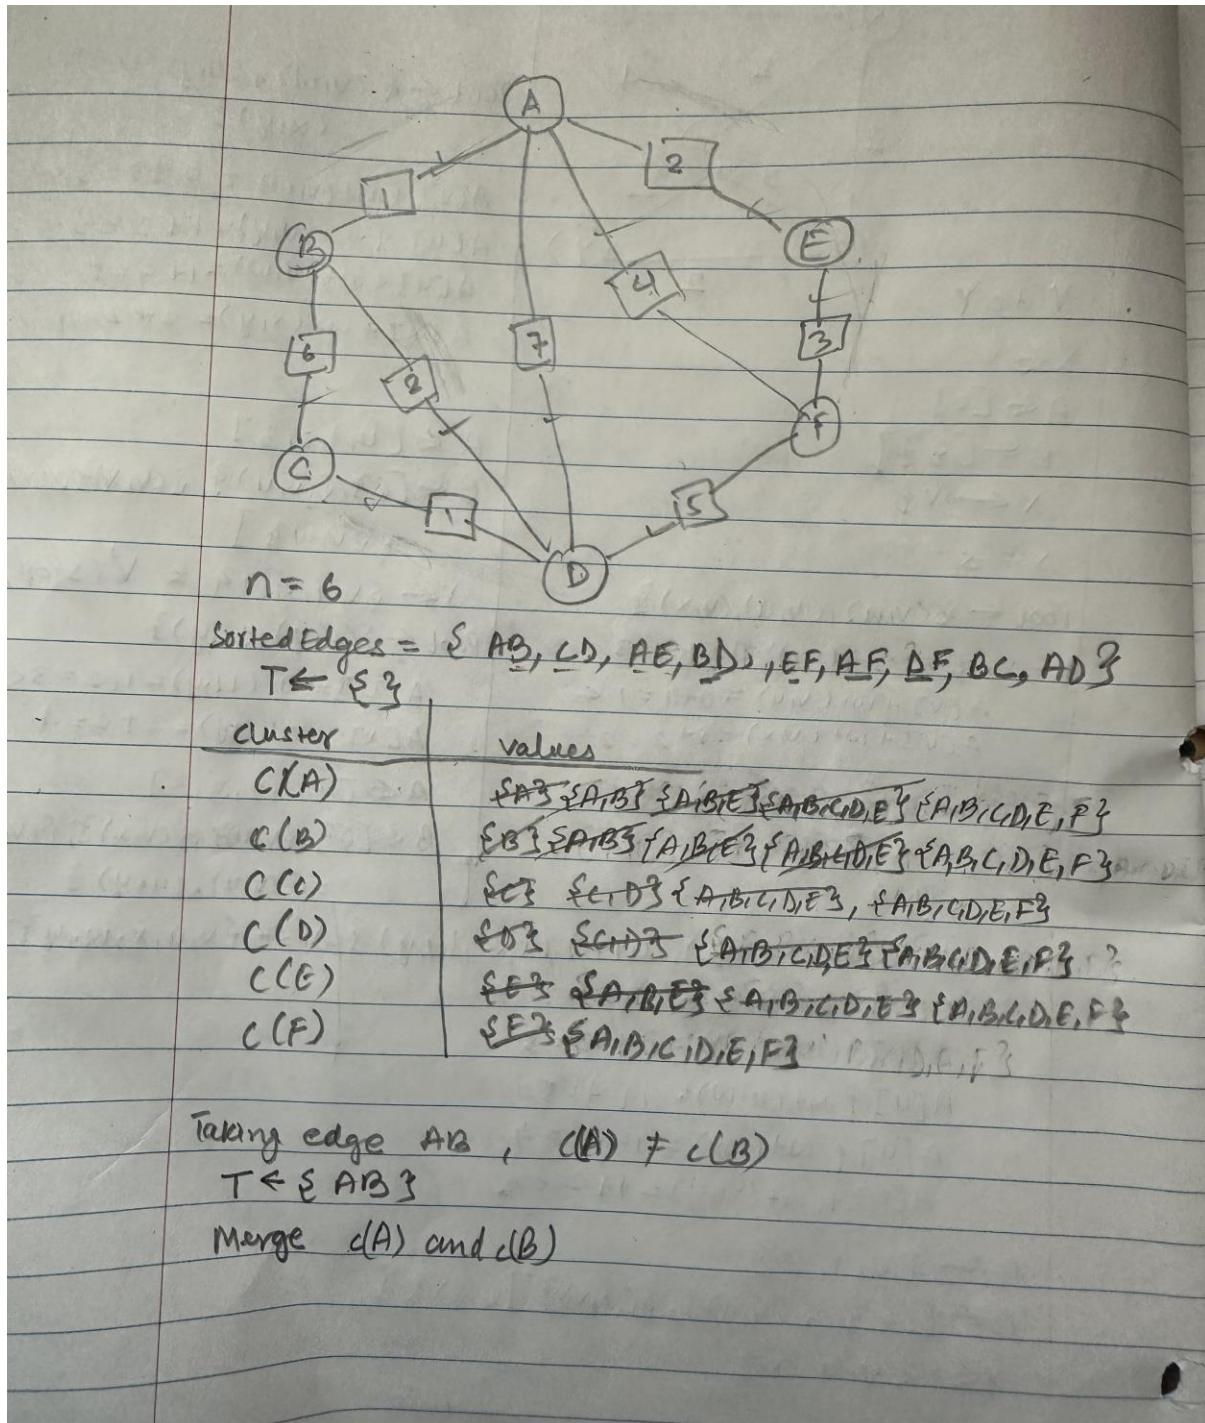 A
1
2
B
E
4
6
2
7
3
C
F
1
5
D
n = 6
Sorted Edges = { AB, CD, AE, BD, , EF, AF, DF, BC, AD }
T ← { }
cluster values
C(A) {A} {A,B} {A,B,E} {A,B,C,D,E} {A,B,C,D,E,F}
C(B) {B} {A,B} {A,B,E} {A,B,C,D,E} {A,B,C,D,E,F}
C(C) {C} {C,D} {A,B,C,D,E}, {A,B,C,D,E,F}
C(D) {D} {C,D} {A,B,C,D,E} {A,B,C,D,E,F}
C(E) {E} {A,B,E} {A,B,C,D,E} {A,B,C,D,E,F}
C(F) {F} {A,B,C,D,E,F}
Taking edge AB, C(A) ≠ C(B)
T ← { AB }
Merge C(A) and C(B)